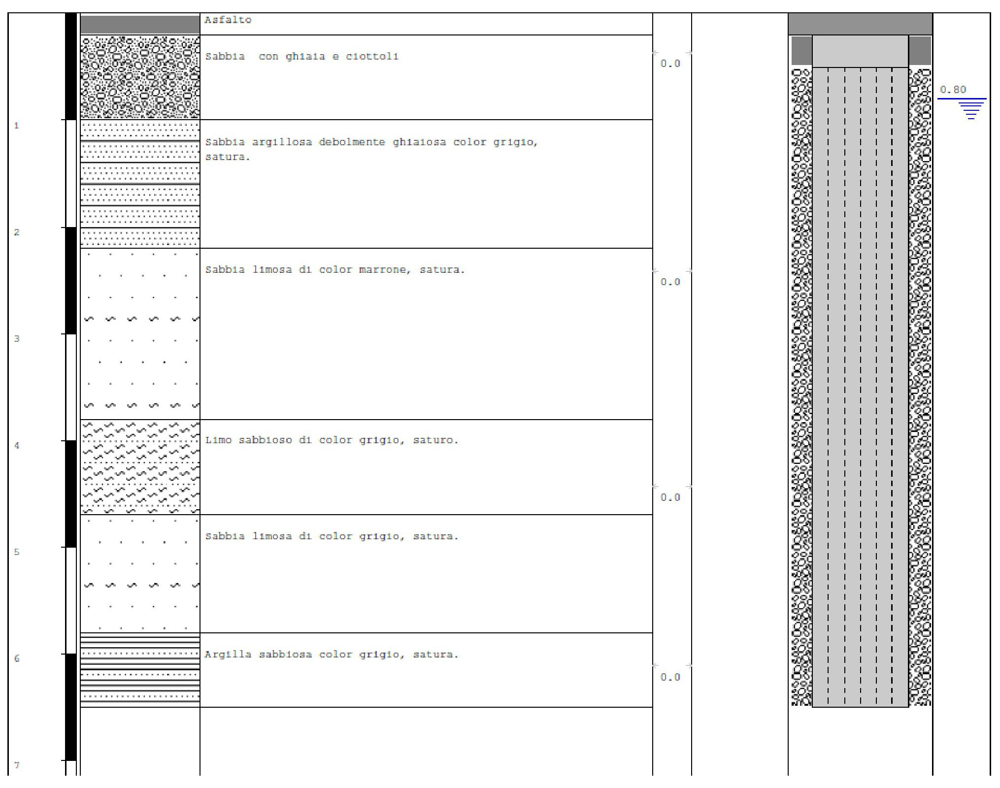 Asfalto
Sabbia con ghiaia e ciottoli
0.0
0.80
1
Sabbia argillosa debolmente ghiaiosa color grigio,
satura.
2
Sabbia limosa di color marrone, satura.
0.0
3
Limo sabbioso di color grigio, saturo.
4
0.0
Sabbia limosa di color grigio, satura.
5
Argilla sabbiosa color grigio, satura.
6
0.0
7